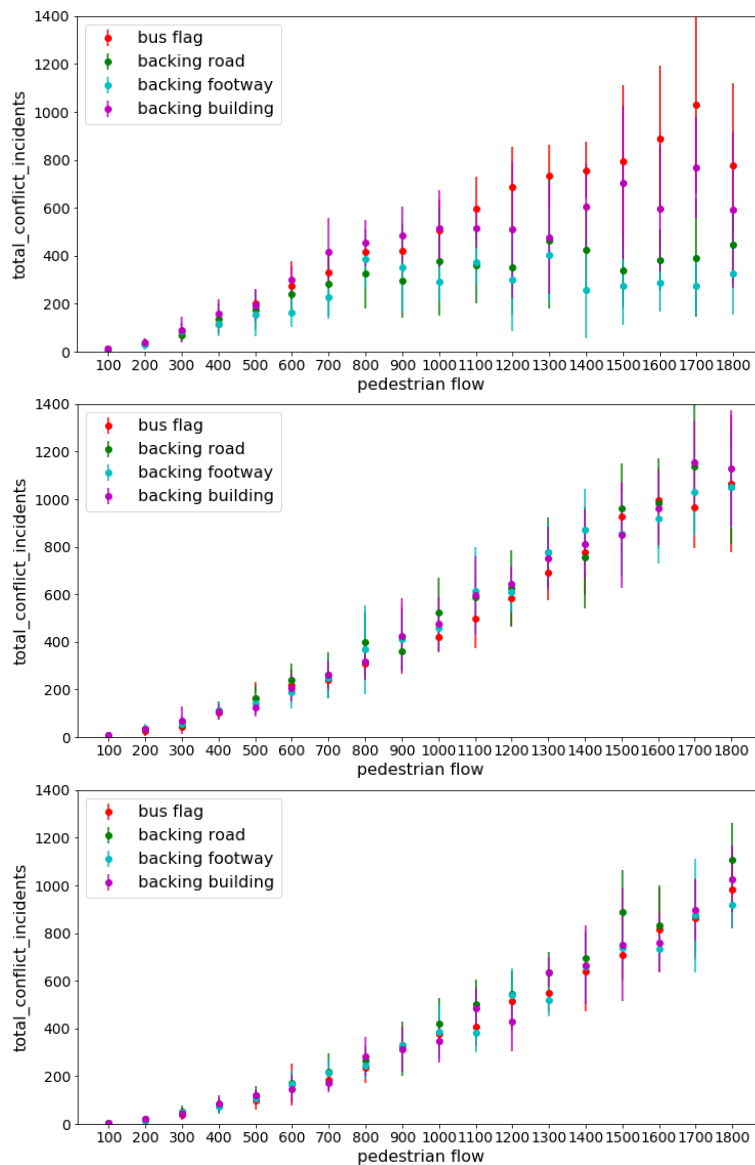 1400
1200
1000
800
600
400
200
0
total_conflict_incidents
bus flag
backing road
backing footway
backing building
100 200 300 400 500 600 700 800 900 1000 1100 1200 1300 1400 1500 1600 1700 1800
pedestrian flow
1400
1200
1000
800
600
400
200
0
total_conflict_incidents
bus flag
backing road
backing footway
backing building
100 200 300 400 500 600 700 800 900 1000 1100 1200 1300 1400 1500 1600 1700 1800
pedestrian flow
1400
1200
1000
800
600
400
200
0
total_conflict_incidents
bus flag
backing road
backing footway
backing building
100 200 300 400 500 600 700 800 900 1000 1100 1200 1300 1400 1500 1600 1700 1800
pedestrian flow